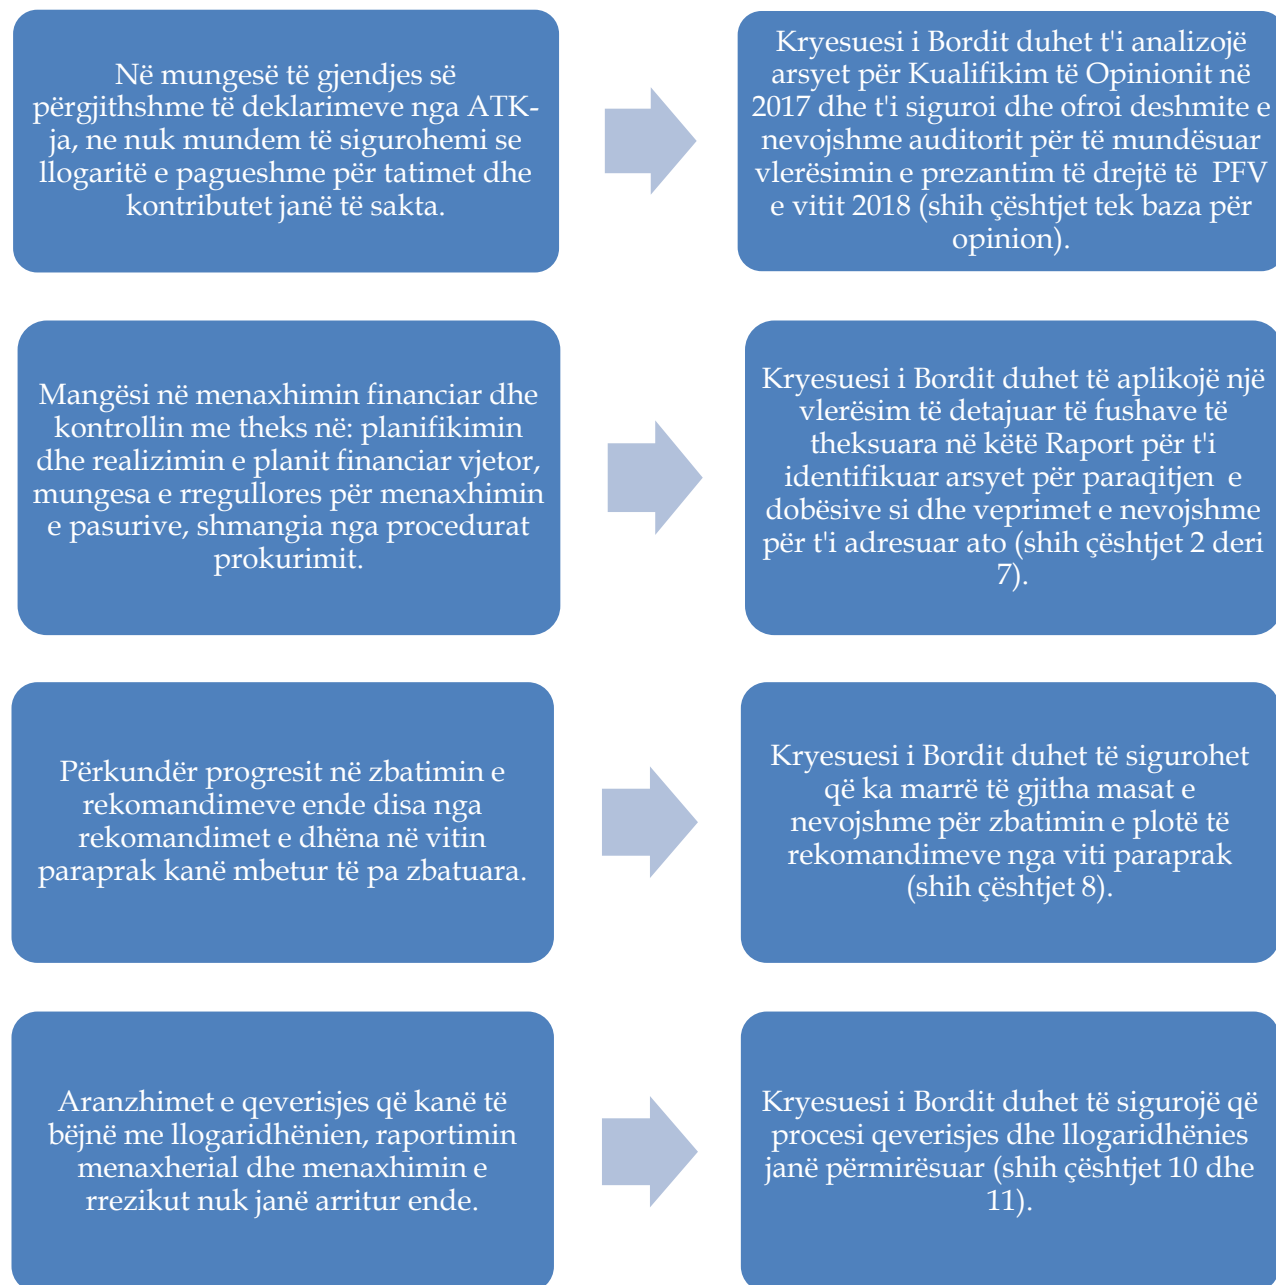 Në mungesë të gjendjes së
përgjithshme të deklarimeve nga ATK-
ja, ne nuk mundem të sigurohemi se
llogaritë e pagueshme për tatimet dhe
kontributet janë të sakta.
Kryesuesi i Bordit duhet t'i analizojë
arsyet për Kualifikim të Opinionit në
2017 dhe t'i siguroi dhe ofroi deshmite e
nevojshme auditorit për të mundësuar
vlerësimin e prezantim të drejtë të PFV
e vitit 2018 (shih çështjet tek baza për
opinion).
Mangësi në menaxhimin financiar dhe
kontrollin me theks në: planifikimin
dhe realizimin e planit financiar vjetor,
mungesa e rregullores për menaxhimin
e pasurive, shmangia nga procedurat
prokurimit.
Kryesuesi i Bordit duhet të aplikojë një
vlerësim të detajuar të fushave të
theksuara në këtë Raport për t'i
identifikuar arsyet për paraqitjen e
dobësive si dhe veprimet e nevojshme
për t'i adresuar ato (shih çështjet 2 deri
7).
Përkundër progresit në zbatimin e
rekomandimeve ende disa nga
rekomandimet e dhëna në vitin
paraprak kanë mbetur të pa zbatuara.
Kryesuesi i Bordit duhet të sigurohet
që ka marrë të gjitha masat e
nevojshme për zbatimin e plotë të
rekomandimeve nga viti paraprak
(shih çështjet 8).
Aranzhimet e qeverisjes që kanë të
bëjnë me llogaridhënien, raportimin
menaxherial dhe menaxhimin e
rrezikut nuk janë arritur ende.
Kryesuesi i Bordit duhet të sigurojë që
procesi qeverisjes dhe llogaridhënies
janë përmirësuar (shih çështjet 10 dhe
11).